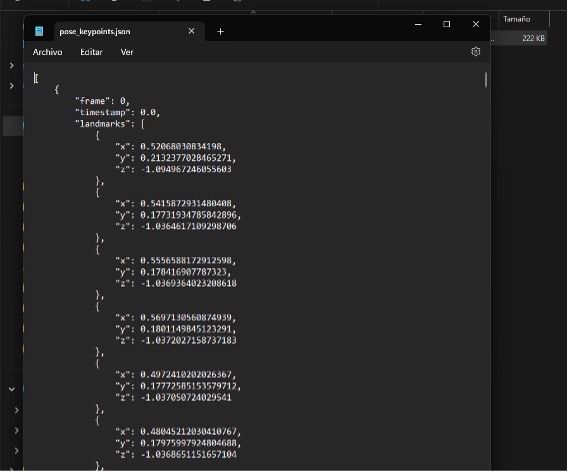 Tamaño
pose_keypoints.json
222 KB
Archivo Editar Ver
[
{
"frame": 0,
"timestamp": 0.0,
"landmarks": [
{
"x": 0.52068030834198,
"y": 0.2132377028465271,
"z": -1.094967246055603
},
{
"x": 0.5415872931480408,
"y": 0.17731934785842896,
"z": -1.0364617109298706
},
{
"x": 0.5556588172912598,
"y": 0.178416907787323,
"z": -1.0369364023208618
},
{
"x": 0.5697130560874939,
"y": 0.1801149845123291,
"z": -1.0372027158737183
},
{
"x": 0.4972410202026367,
"y": 0.17772585153579712,
"z": -1.037050724029541
},
{
"x": 0.48045212030410767,
"y": 0.17975997924804688,
"z": -1.0368651151657104
},